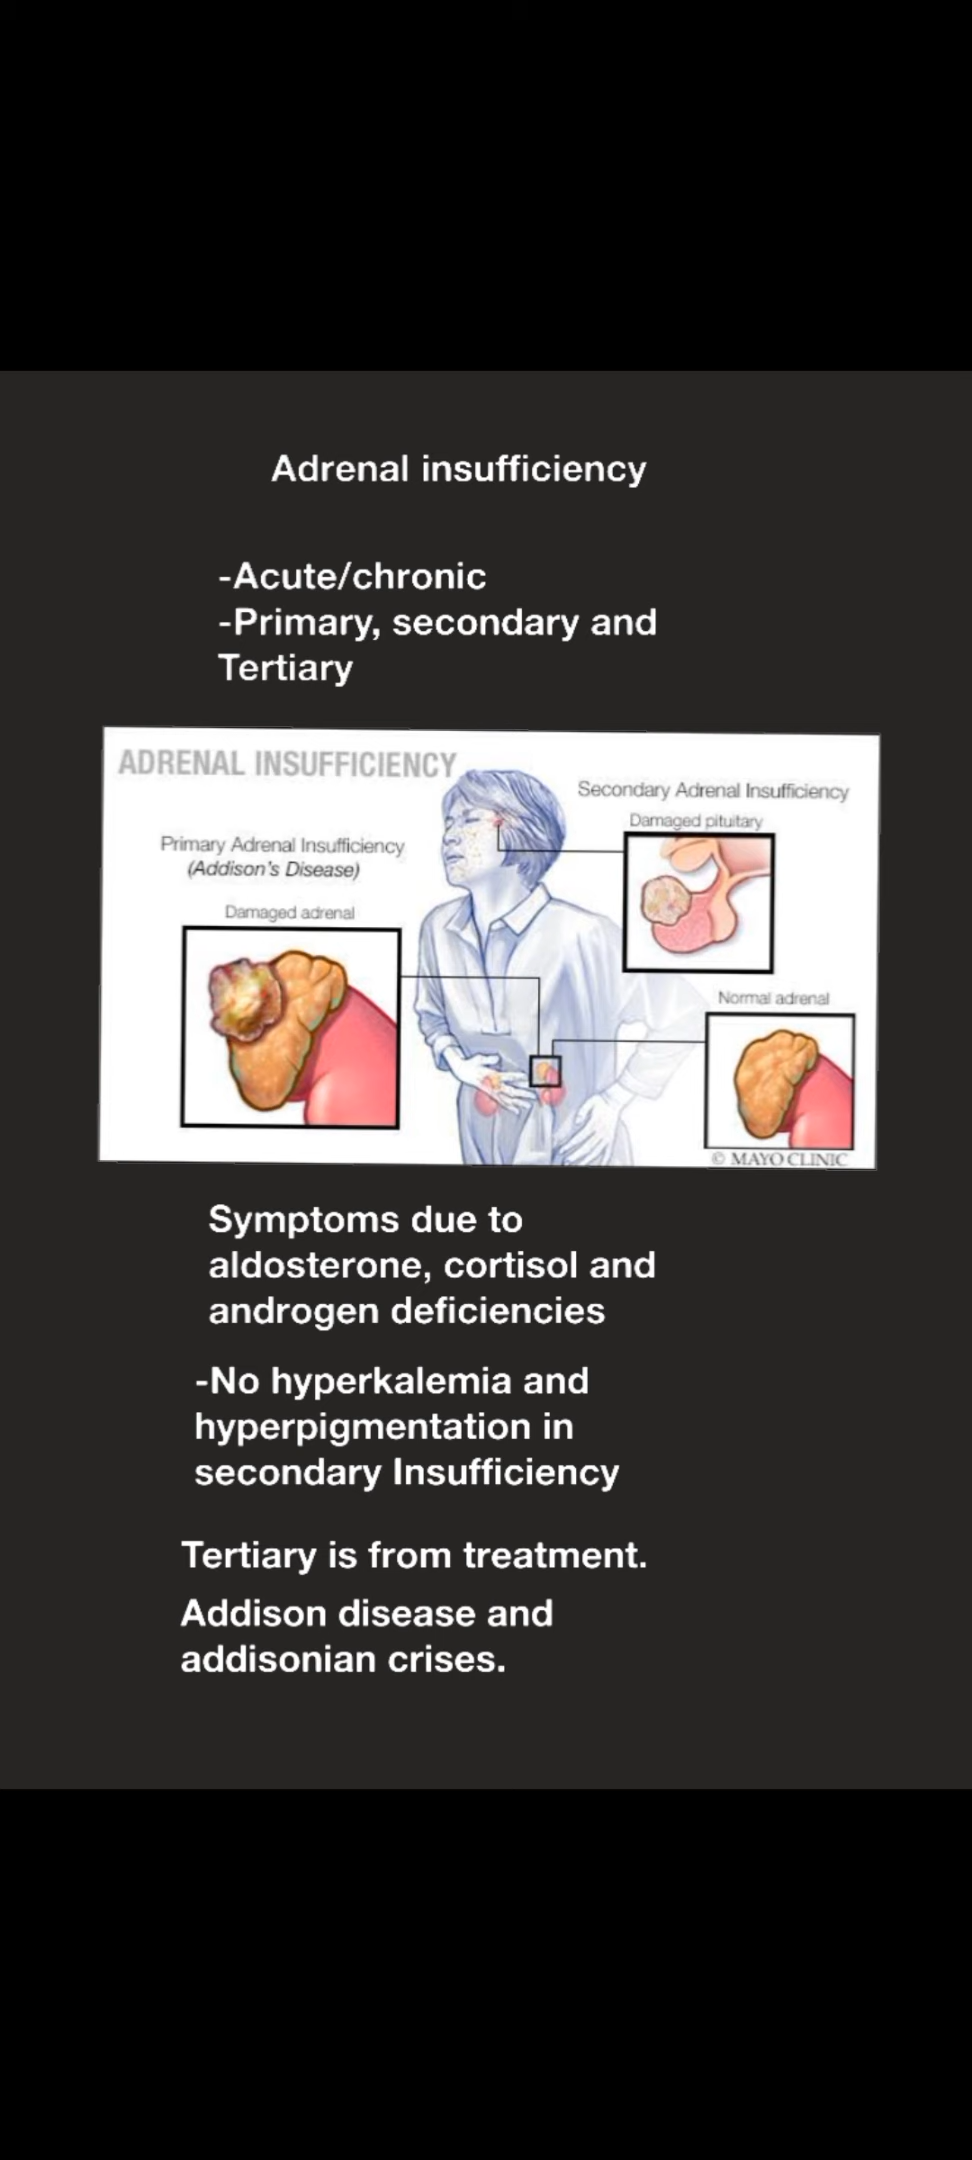 Adrenal insufficiency
-Acute/chronic
-Primary, secondary and
Tertiary
ADRENAL INSUFFICIENCY
Secondary Adrenal Insufficiency
Damaged pituitary
Primary Adrenal Insufficiency
(Addison's Disease)
Damaged adrenal
Normal adrenal
© MAYO CLINIC
Symptoms due to
aldosterone, cortisol and
androgen deficiencies
-No hyperkalemia and
hyperpigmentation in
secondary Insufficiency
Tertiary is from treatment.
Addison disease and
addisonian crises.